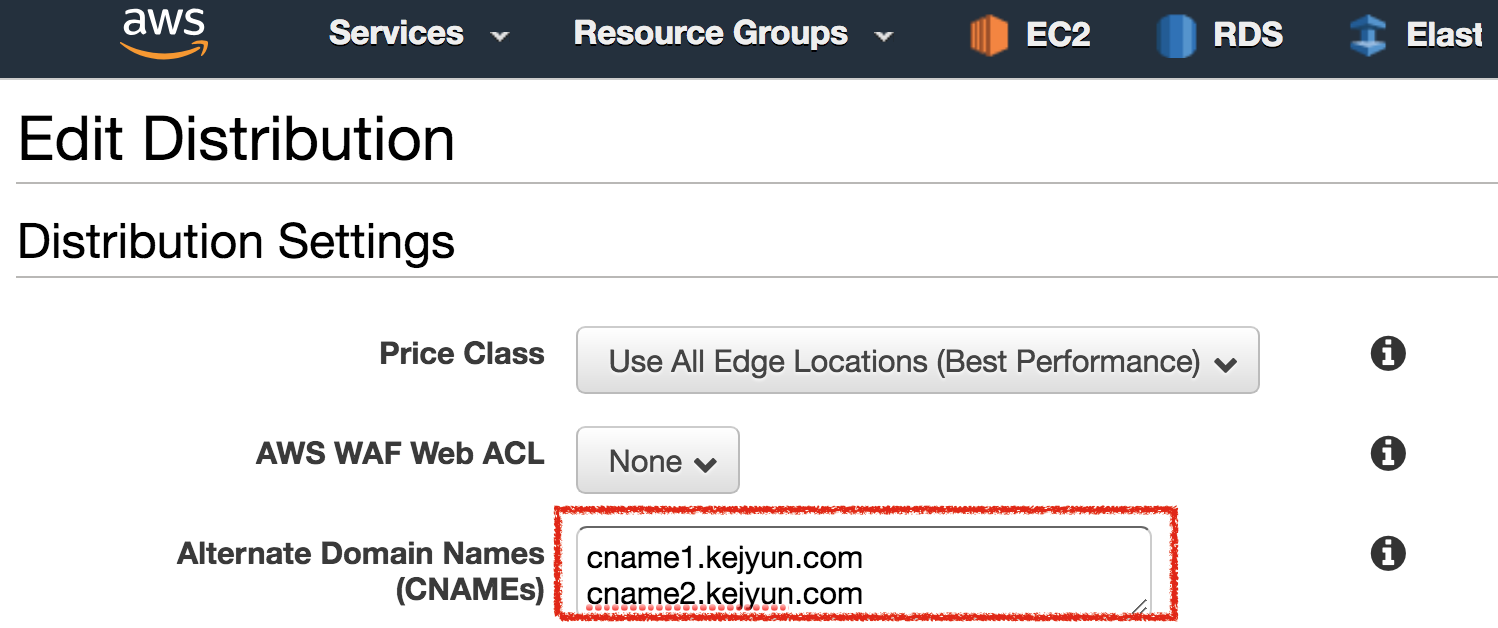 aws Services Resource Groups EC2 RDS Elast
Edit Distribution
Distribution Settings
Price Class Use All Edge Locations (Best Performance)
AWS WAF Web ACL None
Alternate Domain Names
(CNAMEs)
cname1.kejyun.com
cname2.kejyun.com